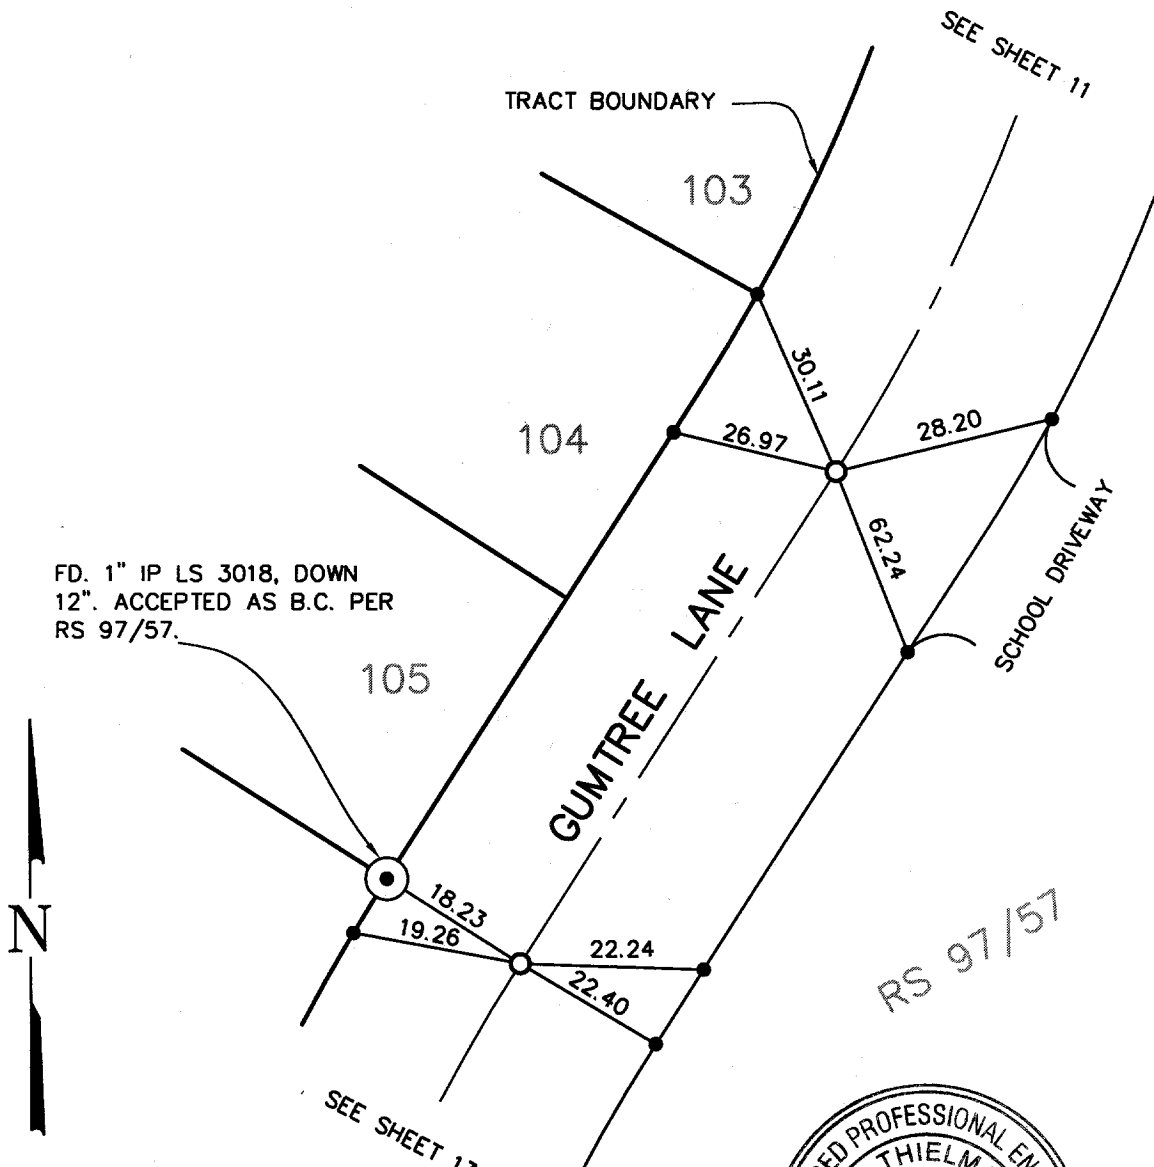 SEE SHEET 11
TRACT BOUNDARY
103
30.11
104
26.97
28.20
62.24
SCHOOL DRIVEWAY
FD. 1" IP LS 3018, DOWN
12". ACCEPTED AS B.C. PER
RS 97/57.
105
GUMTREE LANE
18.23
19.26
22.24
22.40
N
RS 97/57
SEE SHEET
PROFESSIONAL